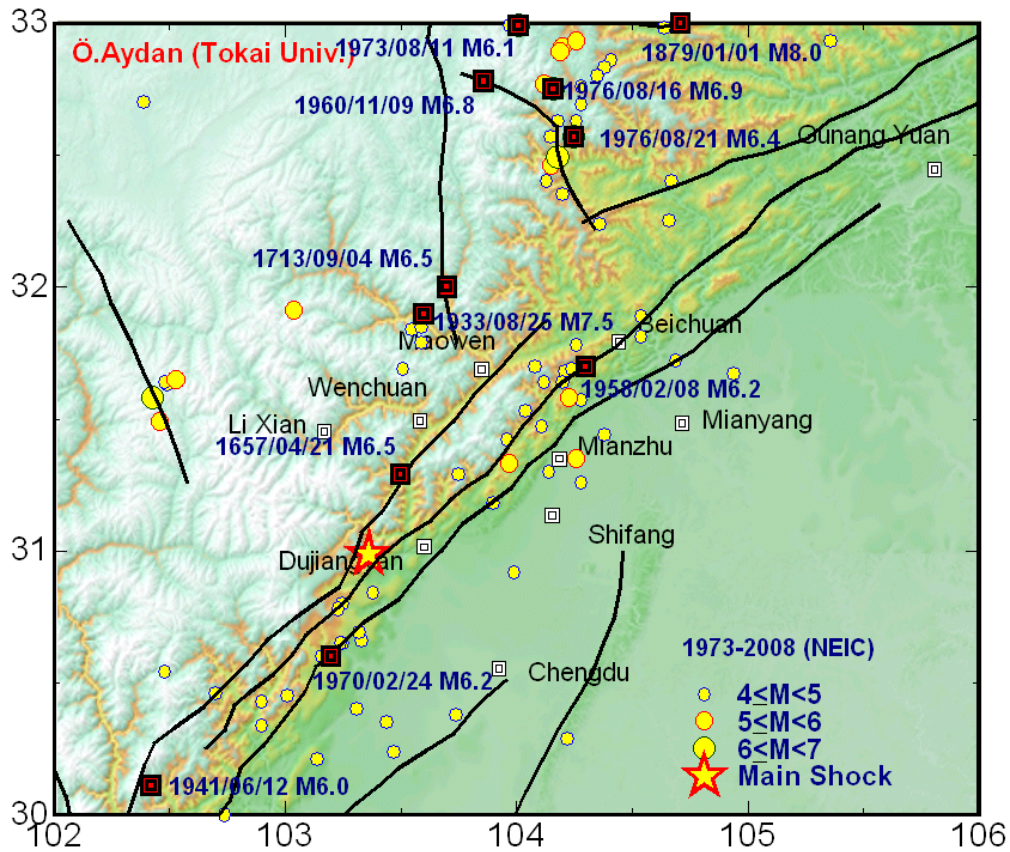 33
Ö.Aydan (Tokai Univ.)
1973/08/11 M6.1
1879/01/01 M8.0
1960/11/09 M6.8
1976/08/16 M6.9
1976/08/21 M6.4
Gunang Yuan
1713/09/04 M6.5
32
1933/08/25 M7.5
Beichuan
Maowen
Wenchuan
1958/02/08 M6.2
Li Xian
Mianyang
1657/04/21 M6.5
Mianzhu
31
Shifang
Dujiangyan
1973-2008 (NEIC)
Chengdu
1970/02/24 M6.2
4≤M<5
5≤M<6
6≤M<7
Main Shock
1941/06/12 M6.0
30
102 103 104 105 106